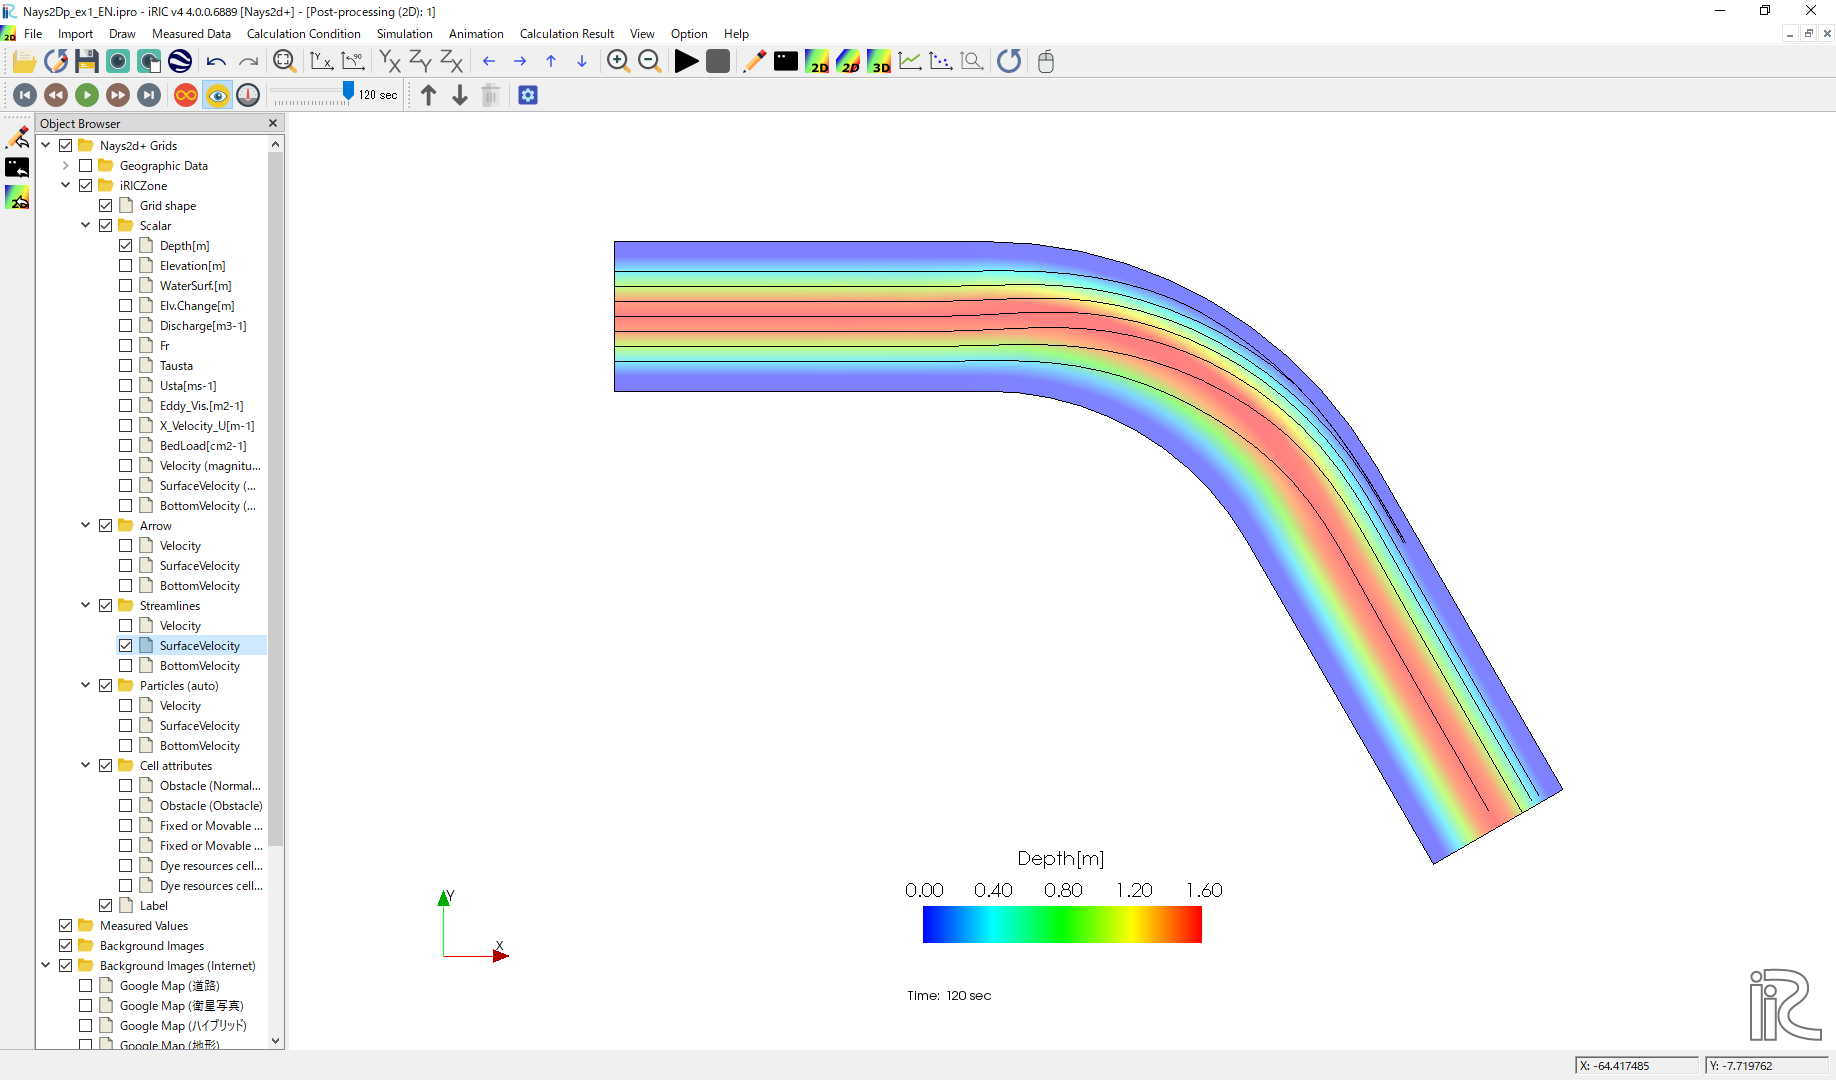 Nays2Dp_ex1_EN.ipro - iRIC v4 4.0.0.6889 [Nays2d+] - [Post-processing (2D): 1]
File Import Draw Measured Data Calculation Condition Simulation Animation Calculation Result View Option Help
120 sec
Object Browser
Nays2d+ Grids
Geographic Data
iRICZone
Grid shape
Scalar
Depth[m]
Elevation[m]
WaterSurf.[m]
Elv.Change[m]
Discharge[m3-1]
Fr
Tausta
Usta[ms-1]
Eddy_Vis.[m2-1]
X_Velocity_U[m-1]
BedLoad[cm2-1]
Velocity (magnitu...
SurfaceVelocity (...
BottomVelocity (...
Arrow
Velocity
SurfaceVelocity
BottomVelocity
Streamlines
Velocity
SurfaceVelocity
BottomVelocity
Particles (auto)
Velocity
SurfaceVelocity
BottomVelocity
Cell attributes
Obstacle (Normal...
Obstacle (Obstacle)
Fixed or Movable ...
Fixed or Movable ...
Dye resources cell...
Dye resources cell...
Label
Measured Values
Background Images
Background Images (Internet)
Google Map (道路)
Google Map (衛星写真)
Google Map (ハイブリッド)
Google Map (地形)
Depth[m]
0.00 0.40 0.80 1.20 1.60
Y
X
Time: 120 sec
iRIC
X: -64.417485
Y: -7.719762